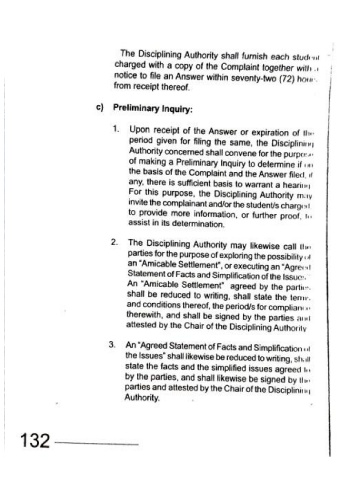 The Disciplining Authority shall furnish each student
charged with a copy of the Complaint together with a
notice to file an Answer within seventy-two (72) hours
from receipt thereof.
c) Preliminary Inquiry:
1. Upon receipt of the Answer or expiration of the
period given for filing the same, the Disciplining
Authority concerned shall convene for the purpose
of making a Preliminary Inquiry to determine if on
the basis of the Complaint and the Answer filed, if
any, there is sufficient basis to warrant a hearing
For this purpose, the Disciplining Authority may
invite the complainant and/or the student/s charged
to provide more information, or further proof, to
assist in its determination.
2. The Disciplining Authority may likewise call the
parties for the purpose of exploring the possibility of
an "Amicable Settlement", or executing an "Agreed
Statement of Facts and Simplification of the Issues."
An "Amicable Settlement" agreed by the parties
shall be reduced to writing, shall state the terms
and conditions thereof, the period/s for compliance
therewith, and shall be signed by the parties and
attested by the Chair of the Disciplining Authority
3. An "Agreed Statement of Facts and Simplification of
the Issues" shall likewise be reduced to writing, shall
state the facts and the simplified issues agreed to
by the parties, and shall likewise be signed by the
parties and attested by the Chair of the Disciplining
Authority.
132